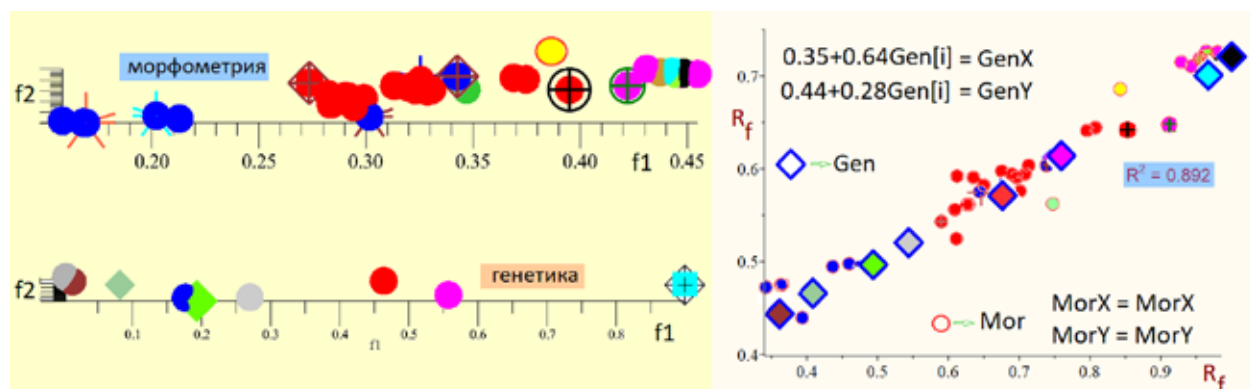 морфометрия
f2
0.20 0.25 0.30 0.35 0.40 0.45
f1
генетика
f2
0.1 0.2 0.3 0.4 0.5 0.6 0.7 0.8
f1
f1
0.35+0.64Gen[i] = GenX
0.44+0.28Gen[i] = GenY
0.7
Rf
0.6
Gen
R² = 0.892
0.5
Mor
MorX = MorX
MorY = MorY
0.4
0.4 0.5 0.6 0.7 0.8 0.9
Rf